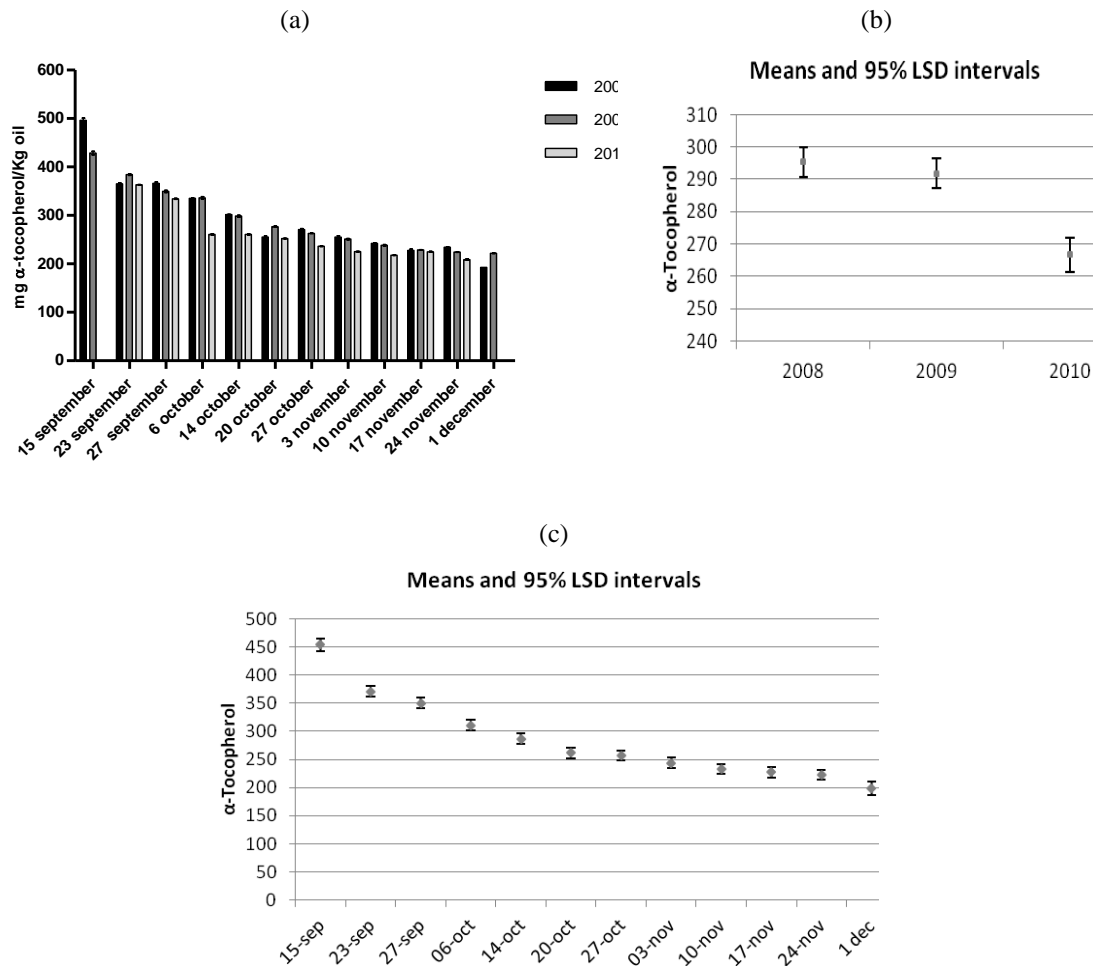 (a)
600
500
400
300
200
100
0
mg α-tocopherol/Kg oil
15 september
23 september
27 september
6 october
14 october
20 october
27 october
3 november
10 november
17 november
24 november
1 december
200
200
201
(b)
Means and 95% LSD intervals
310
300
290
280
270
260
250
240
α-Tocopherol
2008
2009
2010
(c)
Means and 95% LSD intervals
500
450
400
350
300
250
200
150
100
50
0
α-Tocopherol
15-sep
23-sep
27-sep
06-oct
14-oct
20-oct
27-oct
03-nov
10-nov
17-nov
24-nov
1 dec